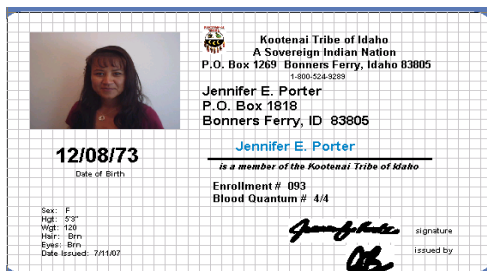 Kootenai Tribe of Idaho
A Sovereign Indian Nation
P.O. Box 1269 Bonners Ferry, Idaho 83805
1-800-524-9289
Jennifer E. Porter
P.O. Box 1818
Bonners Ferry, ID 83805
Jennifer E. Porter
is a member of the Kootenai Tribe of Idaho
12/08/73
Date of Birth
Enrollment # 093
Blood Quantum # 4/4
Sex: F
Hgt: 5'3"
Wgt: 120
Hair: Brn
Eyes: Brn
Date Issued: 7/11/07
signature
issued by